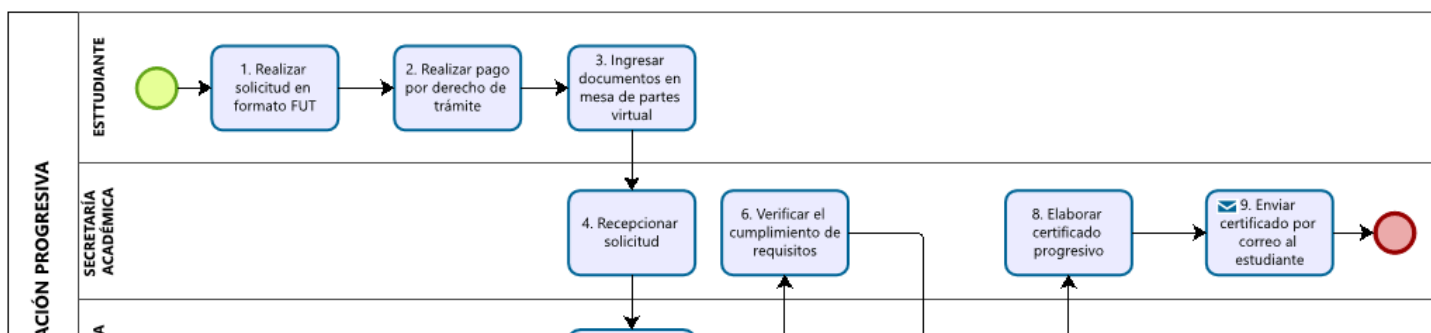 ESTTUDIANTE
1. Realizar
solicitud en
formato FUT
2. Realizar pago
por derecho de
trámite
3. Ingresar
documentos en
mesa de partes
virtual
ACIÓN PROGRESIVA
SECRETARÍA
ACADÉMICA
4. Recepcionar
solicitud
6. Verificar el
cumplimiento de
requisitos
8. Elaborar
certificado
progresivo
9. Enviar
certificado por
correo al
estudiante